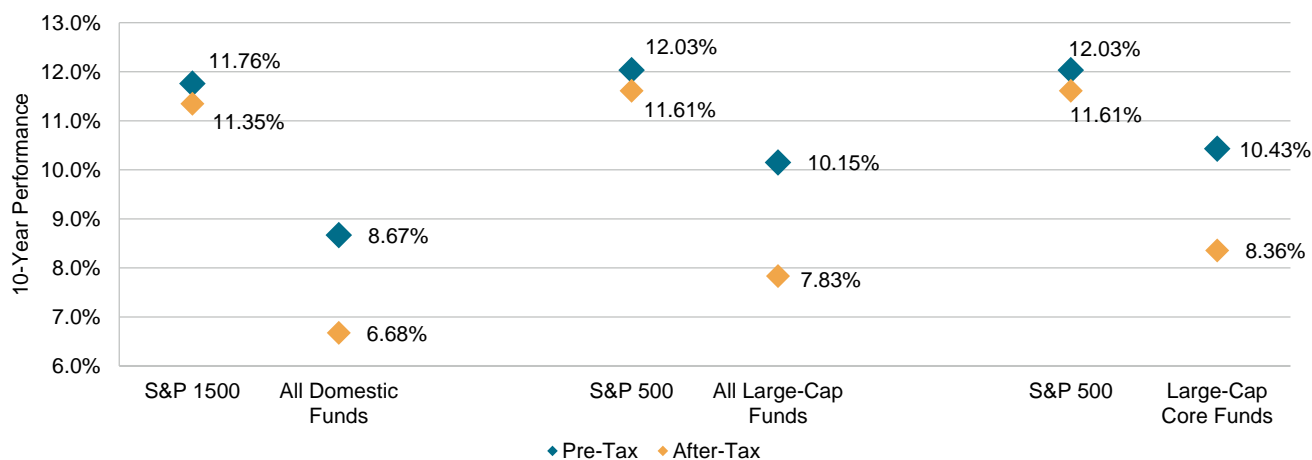 10-Year Performance
13.0%
12.0%
11.0%
10.0%
9.0%
8.0%
7.0%
6.0%
11.76%
11.35%
8.67%
6.68%
12.03%
11.61%
10.15%
7.83%
12.03%
11.61%
10.43%
8.36%
S&P 1500
All Domestic
Funds
S&P 500
All Large-Cap
Funds
S&P 500
Large-Cap
Core Funds
Pre-Tax
After-Tax